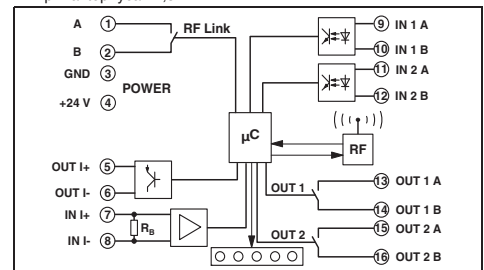 A 1 RF Link 9 IN 1 A
B 2 10 IN 1 B
GND 3 11 IN 2 A
POWER
+24 V 4 12 IN 2 B
µC
RF
OUT I+ 5
OUT I- 6 OUT 1 13 OUT 1 A
IN I+ 7 14 OUT 1 B
R_B
OUT 2 15 OUT 2 A
IN I- 8
16 OUT 2 B